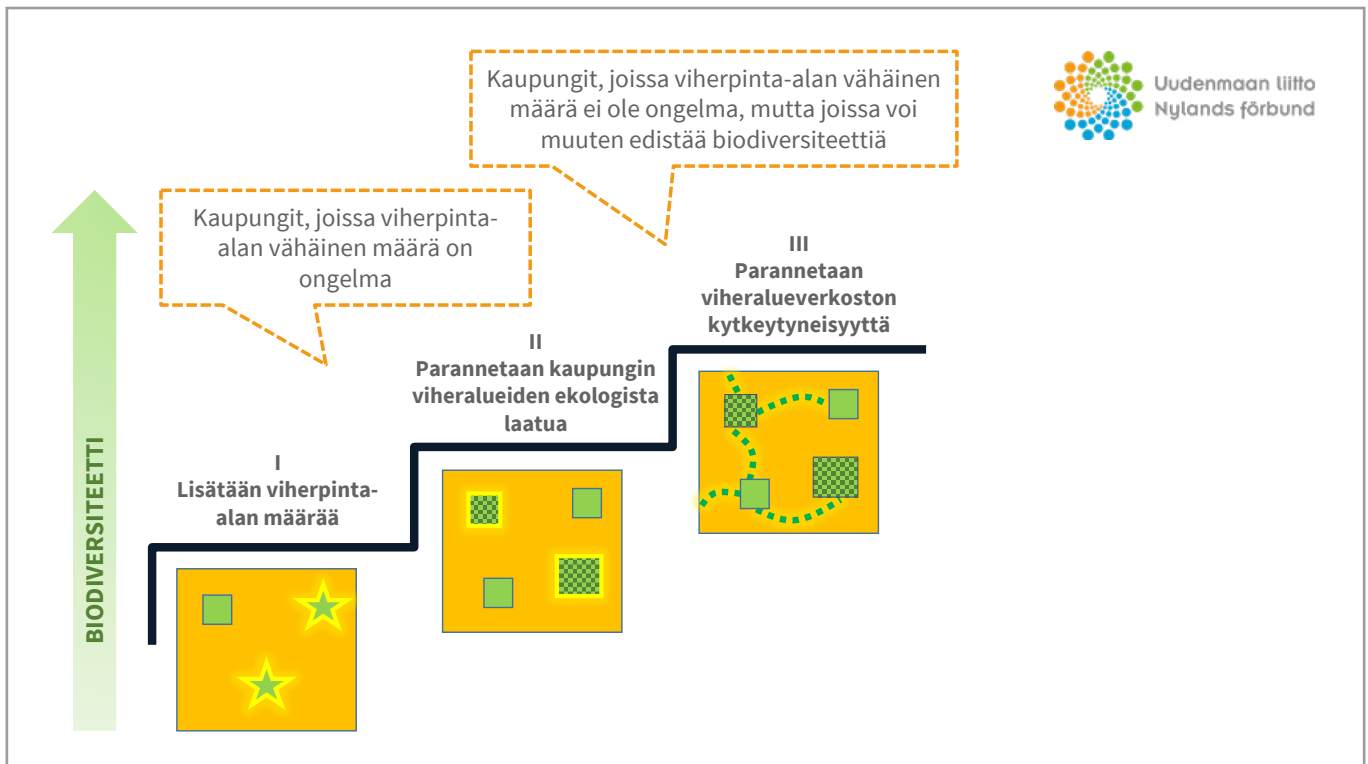 Kaupungit, joissa viherpinta-alan vähäinen
määrä ei ole ongelma, mutta joissa voi
muuten edistää biodiversiteettiä
Uudenmaan liitto
Nylands förbund
Kaupungit, joissa viherpinta-
alan vähäinen määrä on
ongelma
III
Parannetaan
viheralueverkoston
kytkeytyneisyyttä
II
Parannetaan kaupungin
viheralueiden ekologista
laatua
I
Lisätään viherpinta-
alan määrää
BIODIVERSITEETTI